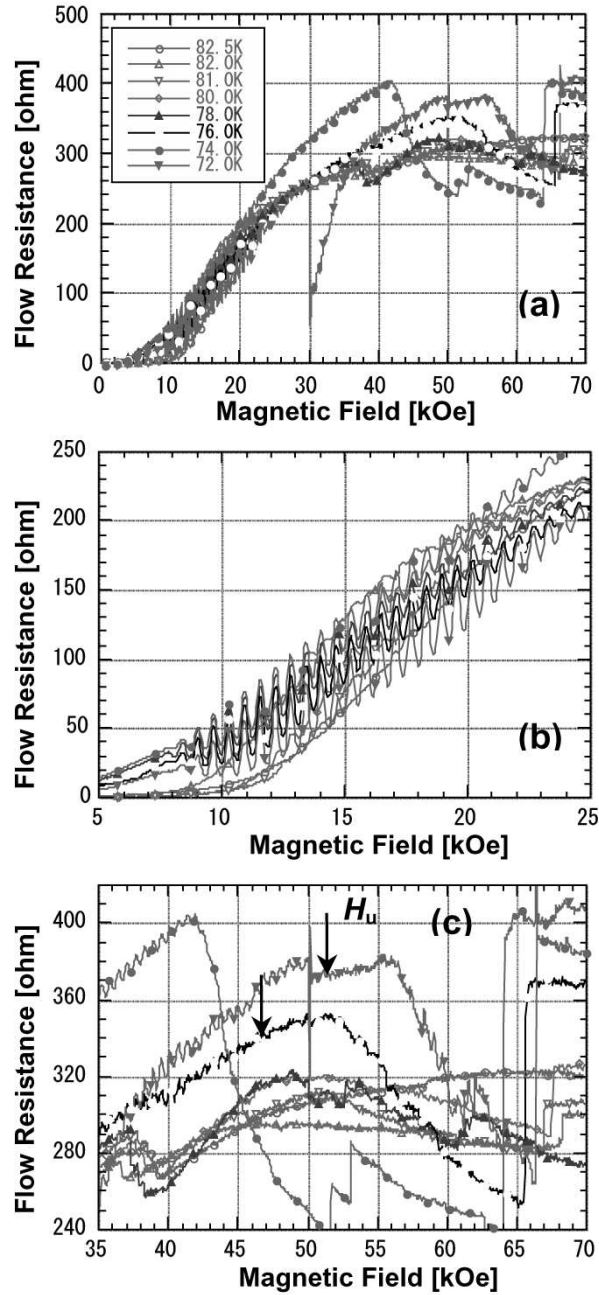 500
400
300
200
100
0
Flow Resistance [ohm]
82.5K
82.0K
81.0K
80.0K
78.0K
76.0K
74.0K
72.0K
(a)
0 10 20 30 40 50 60 70
Magnetic Field [kOe]
250
200
150
100
50
0
Flow Resistance [ohm]
(b)
5 10 15 20 25
Magnetic Field [kOe]
400
360
320
280
240
Flow Resistance [ohm]
Hu
(c)
35 40 45 50 55 60 65 70
Magnetic Field [kOe]